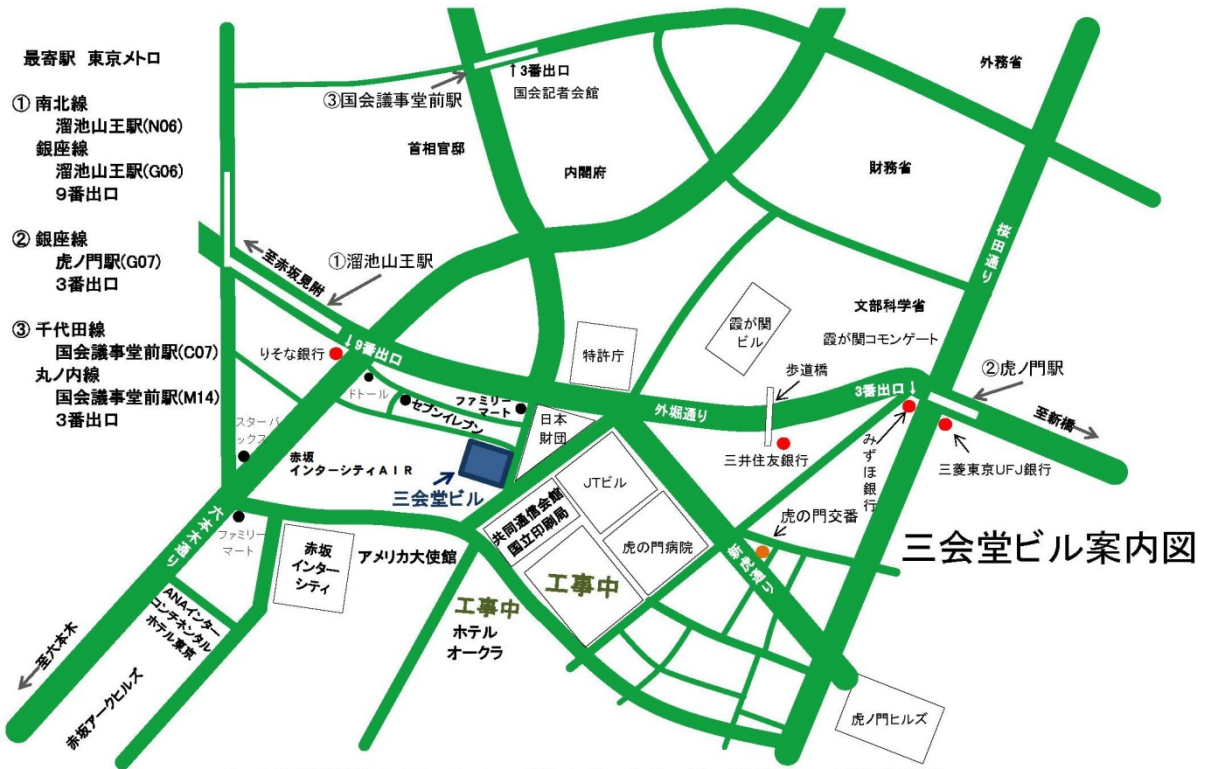 最寄駅 東京メトロ
① 南北線
溜池山王駅(N06)
銀座線
溜池山王駅(G06)
9番出口
② 銀座線
虎ノ門駅(G07)
3番出口
③ 千代田線
国会議事堂前駅(C07)
丸ノ内線
国会議事堂前駅(M14)
3番出口
↑3番出口
③国会議事堂前駅
国会記者会館
外務省
首相官邸
内閣府
財務省
桜田通り
至赤坂見附
①溜池山王駅
文部科学省
霞が関コモンゲート
霞が関
ビル
特許庁
歩道橋
②虎ノ門駅
3番出口↓
至新橋
りそな銀行
↓9番出口
ドトール
セブンイレブン
ファミリー
マート
日本
財団
外堀通り
三井住友銀行
みずほ銀行
三菱東京UFJ銀行
スターバ
ックス
赤坂
インターシティAIR
三会堂ビル
JTビル
共同通信会館
国立印刷局
虎の門病院
虎の門交番
三会堂ビル案内図
六本木通り
ファミリー
マート
赤坂
インター
シティ
アメリカ大使館
工事中
工事中
ホテル
オークラ
新虎通り
ANAインター
コンチネンタル
ホテル東京
至六本木
赤坂アークヒルズ
虎ノ門ヒルズ